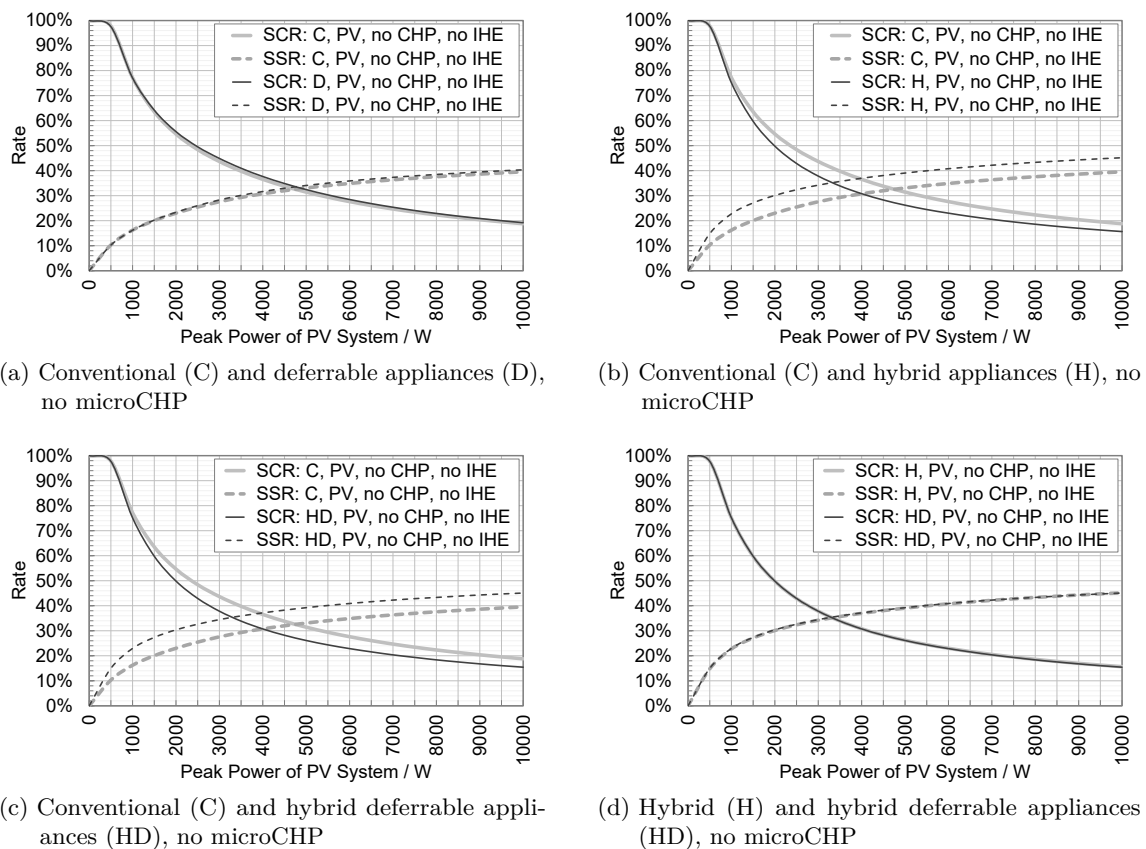 100%
90%
80%
70%
60%
50%
40%
30%
20%
10%
0%
Rate
SCR: C, PV, no CHP, no IHE
SSR: C, PV, no CHP, no IHE
SCR: D, PV, no CHP, no IHE
SSR: D, PV, no CHP, no IHE
0
1000
2000
3000
4000
5000
6000
7000
8000
9000
10000
Peak Power of PV System / W
(a) Conventional (C) and deferrable appliances (D),
no microCHP
100%
90%
80%
70%
60%
50%
40%
30%
20%
10%
0%
Rate
SCR: C, PV, no CHP, no IHE
SSR: C, PV, no CHP, no IHE
SCR: H, PV, no CHP, no IHE
SSR: H, PV, no CHP, no IHE
0
1000
2000
3000
4000
5000
6000
7000
8000
9000
10000
Peak Power of PV System / W
(b) Conventional (C) and hybrid appliances (H), no
microCHP
100%
90%
80%
70%
60%
50%
40%
30%
20%
10%
0%
Rate
SCR: C, PV, no CHP, no IHE
SSR: C, PV, no CHP, no IHE
SCR: HD, PV, no CHP, no IHE
SSR: HD, PV, no CHP, no IHE
0
1000
2000
3000
4000
5000
6000
7000
8000
9000
10000
Peak Power of PV System / W
(c) Conventional (C) and hybrid deferrable appli-
ances (HD), no microCHP
100%
90%
80%
70%
60%
50%
40%
30%
20%
10%
0%
Rate
SCR: H, PV, no CHP, no IHE
SSR: H, PV, no CHP, no IHE
SCR: HD, PV, no CHP, no IHE
SSR: HD, PV, no CHP, no IHE
0
1000
2000
3000
4000
5000
6000
7000
8000
9000
10000
Peak Power of PV System / W
(d) Hybrid (H) and hybrid deferrable appliances
(HD), no microCHP